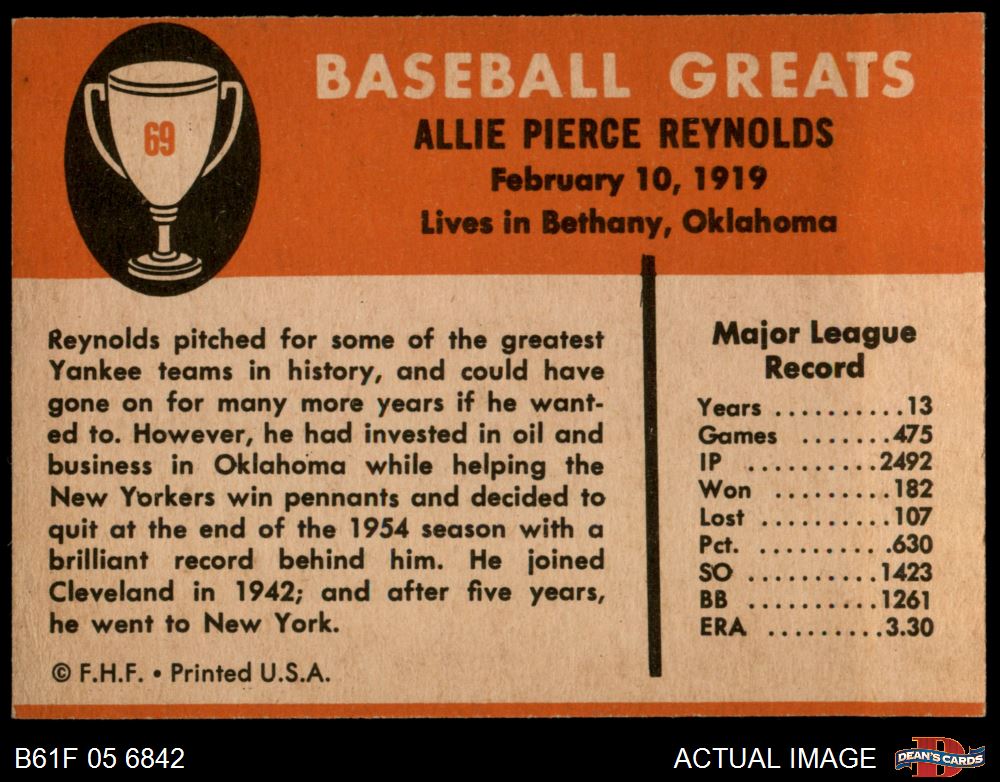 69
BASEBALL GREATS
ALLIE PIERCE REYNOLDS
February 10, 1919
Lives in Bethany, Oklahoma
Reynolds pitched for some of the greatest
Yankee teams in history, and could have
gone on for many more years if he want-
ed to. However, he had invested in oil and
business in Oklahoma while helping the
New Yorkers win pennants and decided to
quit at the end of the 1954 season with a
brilliant record behind him. He joined
Cleveland in 1942; and after five years,
he went to New York.
© F.H.F. • Printed U.S.A.
Major League
Record
Years ..........13
Games .......475
IP ..........2492
Won .........182
Lost ..........107
Pct. ...........630
SO ..........1423
BB ..........1261
ERA .........3.30
B61F 05 6842
ACTUAL IMAGE
D
DEAN'S CARDS